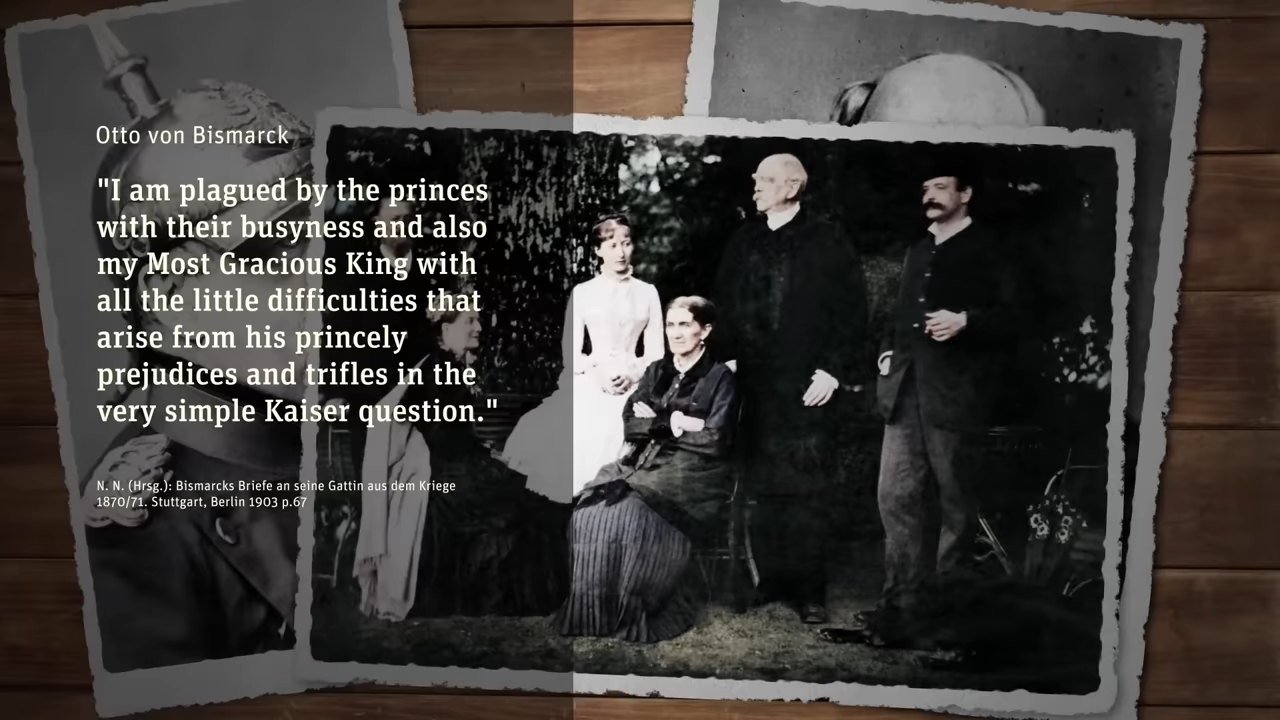 Otto von Bismarck
"I am plagued by the princes
with their busyness and also
my Most Gracious King with
all the little difficulties that
arise from his princely
prejudices and trifles in the
very simple Kaiser question."
N. N. (Hrsg.): Bismarcks Briefe an seine Gattin aus dem Kriege
1870/71. Stuttgart, Berlin 1903 p.67